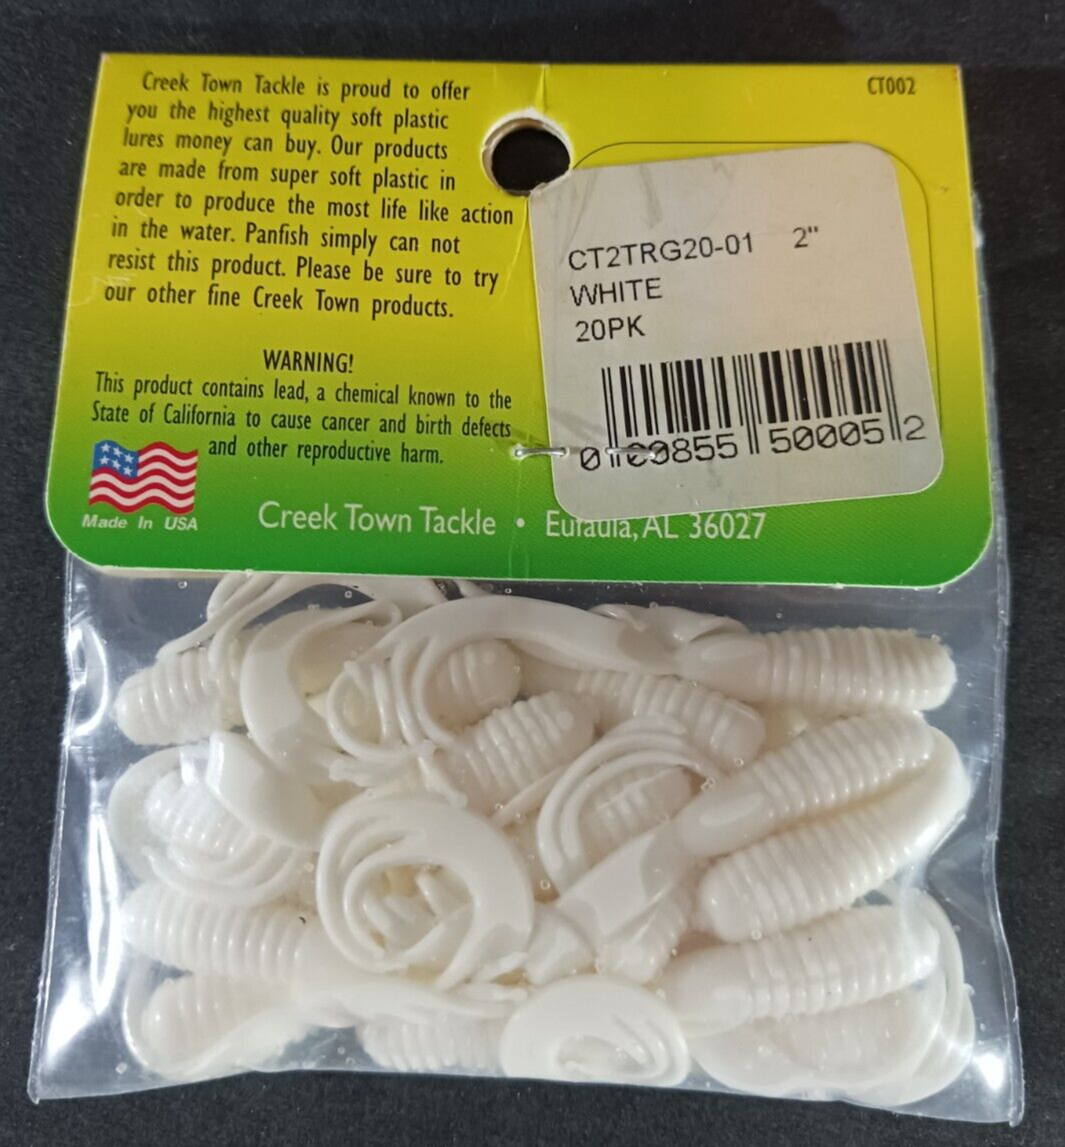 Creek Town Tackle is proud to offer
you the highest quality soft plastic
lures money can buy. Our products
are made from super soft plastic in
order to produce the most life like action
in the water. Panfish simply can not
resist this product. Please be sure to try
our other fine Creek Town products.
WARNING!
This product contains lead, a chemical known to the
State of California to cause cancer and birth defects
and other reproductive harm.
Made In USA
Creek Town Tackle • Eufaula, AL 36027
CT002
CT2TRG20-01 2"
WHITE
20PK
0 00855 50005 2